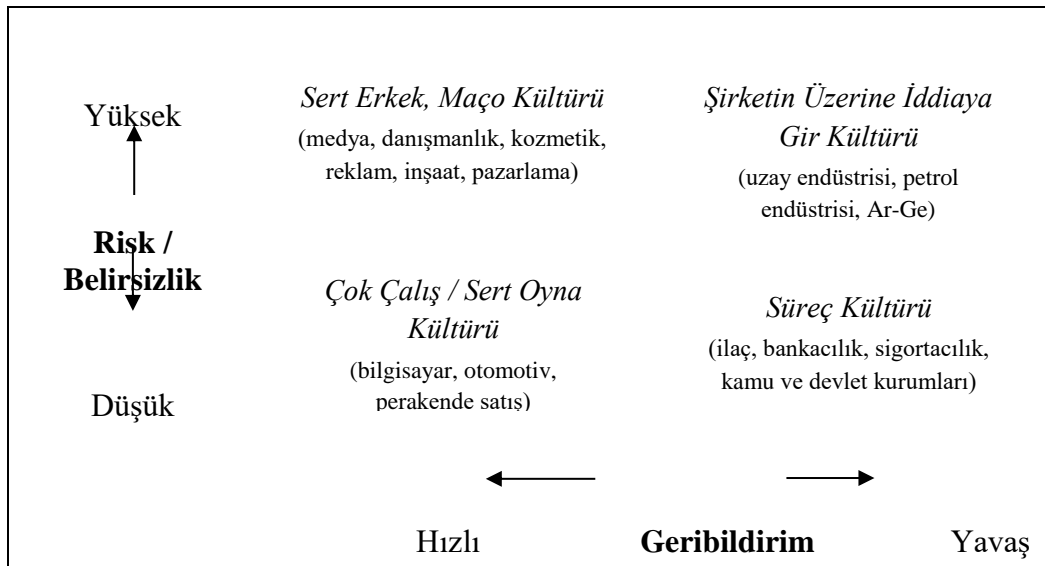 Yüksek
Sert Erkek, Maço Kültürü
(medya, danışmanlık, kozmetik,
reklam, inşaat, pazarlama)
Şirketin Üzerine İddiaya
Gir Kültürü
(uzay endüstrisi, petrol
endüstrisi, Ar-Ge)
Risk /
Belirsizlik
Çok Çalış / Sert Oyna
Kültürü
(bilgisayar, otomotiv,
perakende satış)
Süreç Kültürü
(ilaç, bankacılık, sigortacılık,
kamu ve devlet kurumları)
Düşük
Hızlı Geribildirim Yavaş